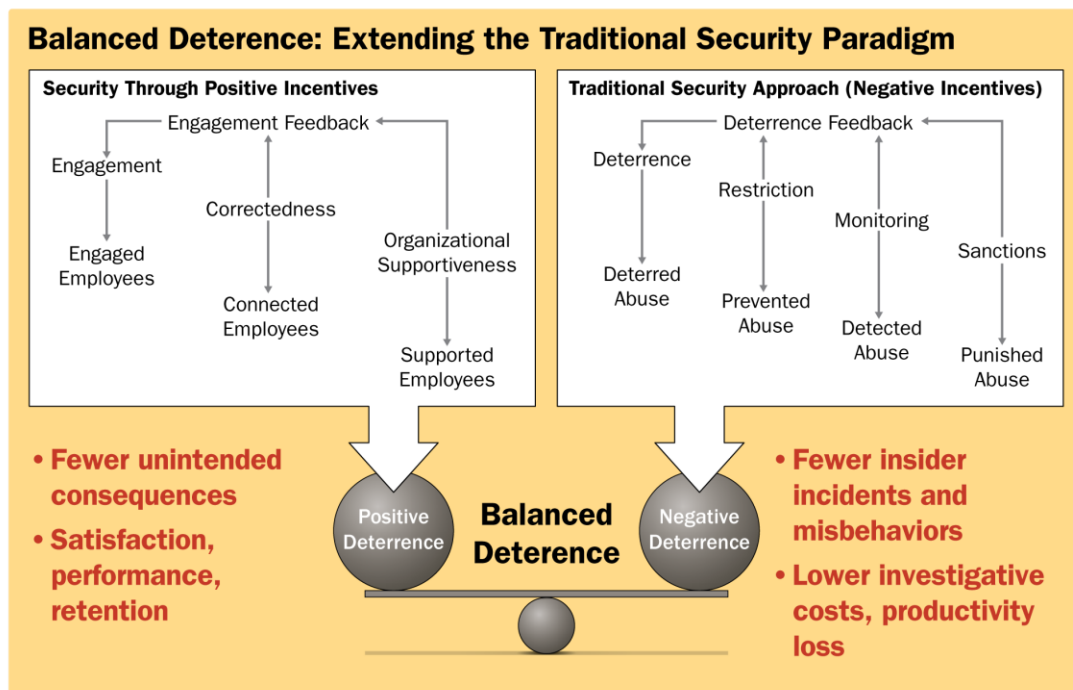 Balanced Deterence: Extending the Traditional Security Paradigm
Security Through Positive Incentives
Engagement Feedback
Engagement
Correctedness
Organizational
Supportiveness
Engaged
Employees
Connected
Employees
Supported
Employees
Traditional Security Approach (Negative Incentives)
Deterrence Feedback
Deterrence
Restriction
Monitoring
Sanctions
Deterred
Abuse
Prevented
Abuse
Detected
Abuse
Punished
Abuse
• Fewer unintended
consequences
• Satisfaction,
performance,
retention
Positive
Deterrence
Balanced
Deterence
Negative
Deterrence
• Fewer insider
incidents and
misbehaviors
• Lower investigative
costs, productivity
loss